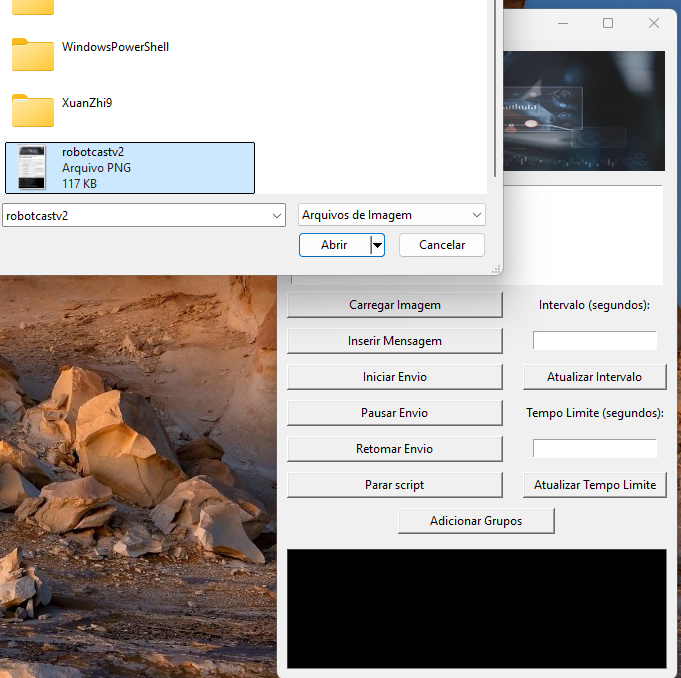 WindowsPowerShell
XuanZhi9
robotcastv2
Arquivo PNG
117 KB
robotcastv2
Arquivos de Imagem
Abrir
Cancelar
Carregar Imagem
Intervalo (segundos):
Inserir Mensagem
Iniciar Envio
Atualizar Intervalo
Pausar Envio
Tempo Limite (segundos):
Retomar Envio
Parar script
Atualizar Tempo Limite
Adicionar Grupos